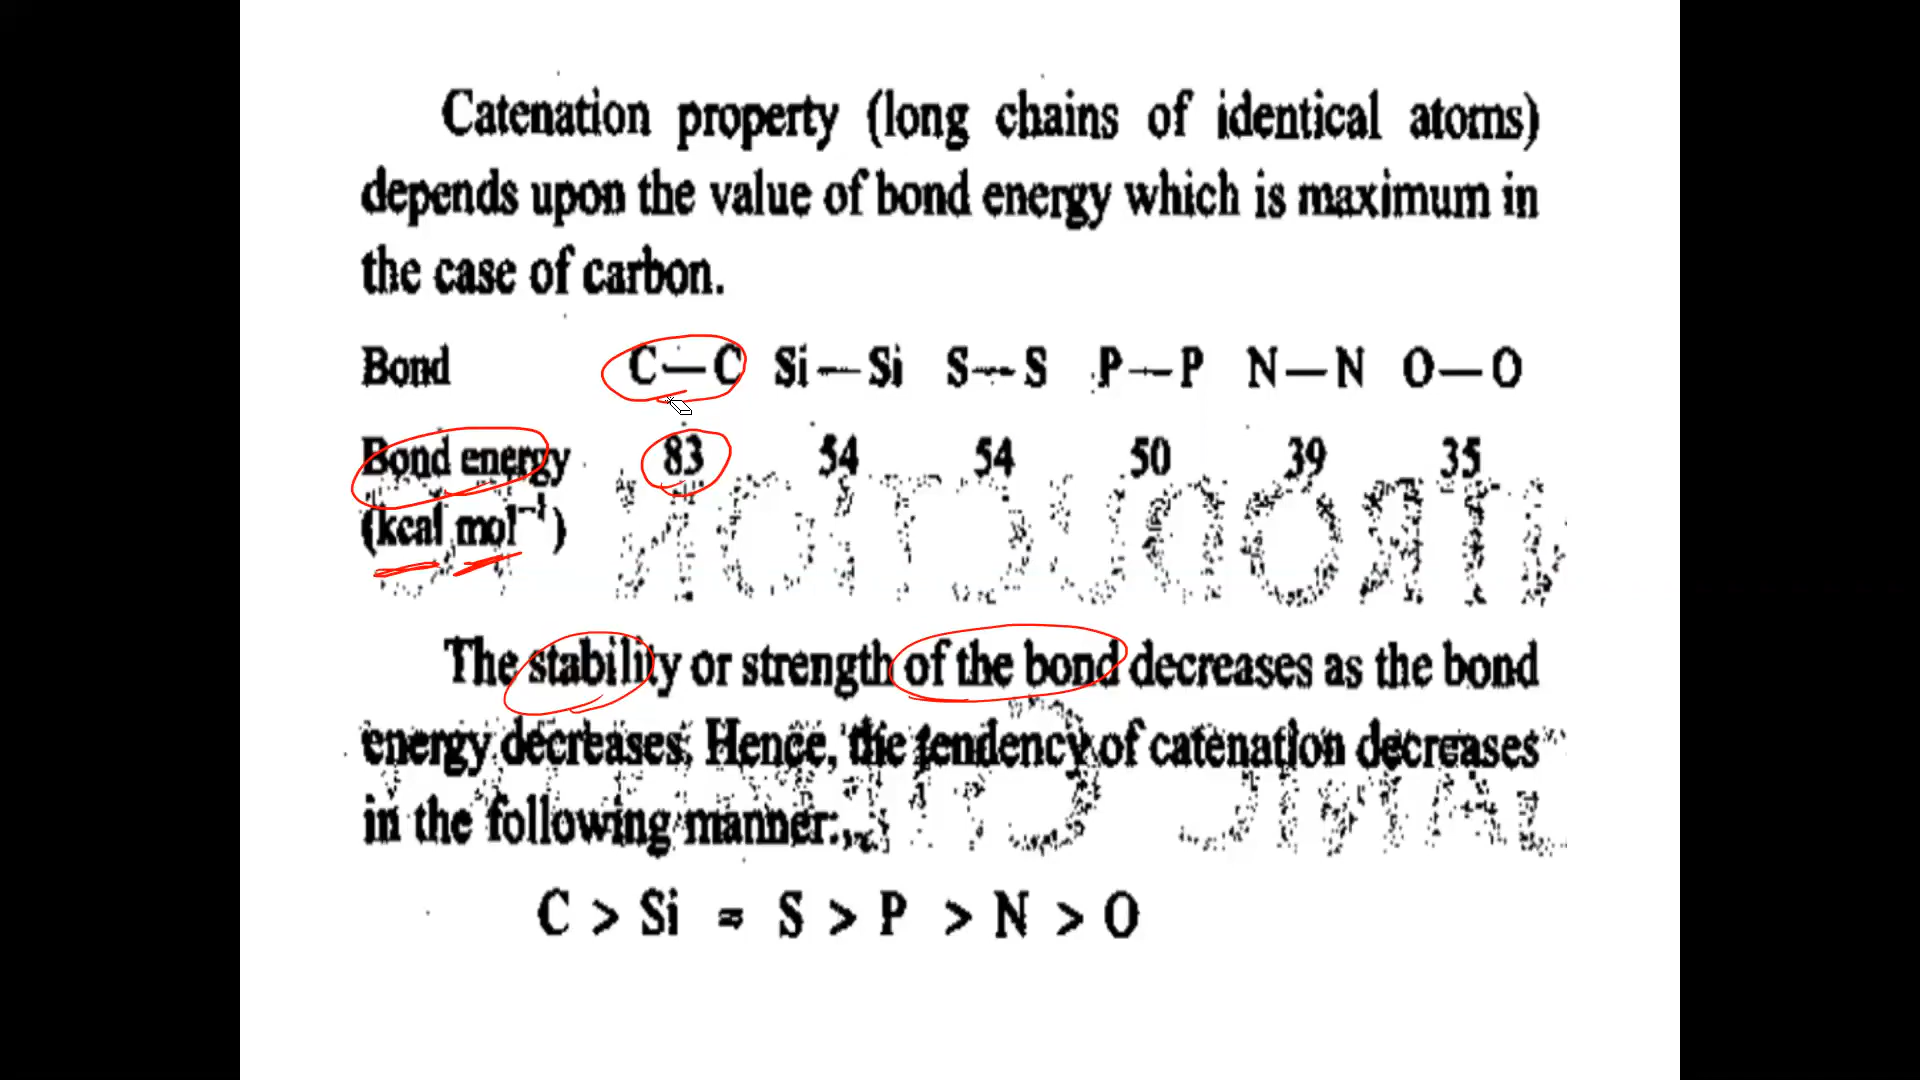 Catenation property (long chains of identical atoms)
depends upon the value of bond energy which is maximum in
the case of carbon.
Bond C—C Si—Si S—S P—P N—N O—O
Bond energy 83 54 54 50 39 35
(kcal mol⁻¹)
The stability or strength of the bond decreases as the bond
energy decreases. Hence, the tendency of catenation decreases
in the following manner:
C > Si = S > P > N > O